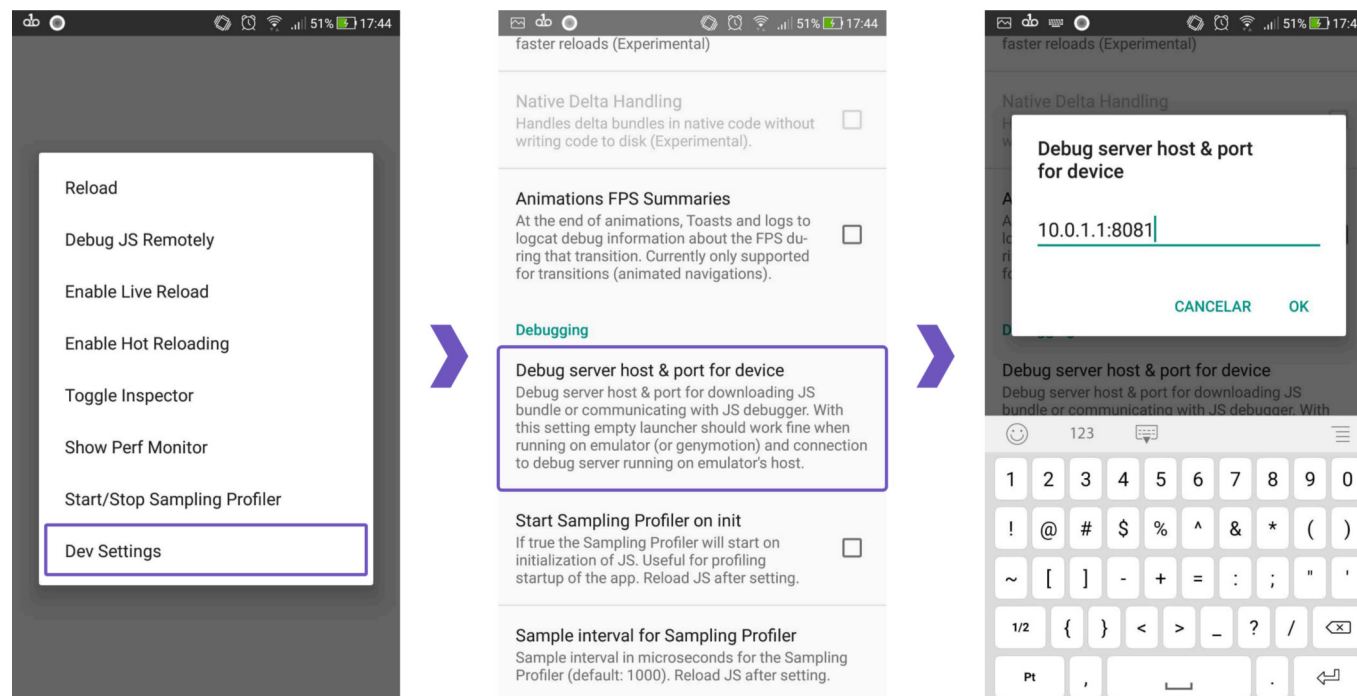 51% 17:44
Reload
Debug JS Remotely
Enable Live Reload
Enable Hot Reloading
Toggle Inspector
Show Perf Monitor
Start/Stop Sampling Profiler
Dev Settings
51% 17:44
faster reloads (Experimental)
Native Delta Handling
Handles delta bundles in native code without
writing code to disk (Experimental).
Animations FPS Summaries
At the end of animations, Toasts and logs to
logcat debug information about the FPS du-
ring that transition. Currently only supported
for transitions (animated navigations).
Debugging
Debug server host & port for device
Debug server host & port for downloading JS
bundle or communicating with JS debugger. With
this setting empty launcher should work fine when
running on emulator (or genymotion) and connection
to debug server running on emulator's host.
Start Sampling Profiler on init
If true the Sampling Profiler will start on
initialization of JS. Useful for profiling
startup of the app. Reload JS after setting.
Sample interval for Sampling Profiler
Sample interval in microseconds for the Sampling
Profiler (default: 1000). Reload JS after setting.
51% 17:4
faster reloads (Experimental)
Native Delta Handling
Debug server host & port
for device
10.0.1.1:8081
CANCELAR OK
Debug server host & port for device
Debug server host & port for downloading JS
bundle or communicating with JS debugger. With
123
1 2 3 4 5 6 7 8 9 0
! @ # $ % ^ & * ( )
~ [ ] - + = : ; " '
1/2 { } < > _ ? /
Pt , .